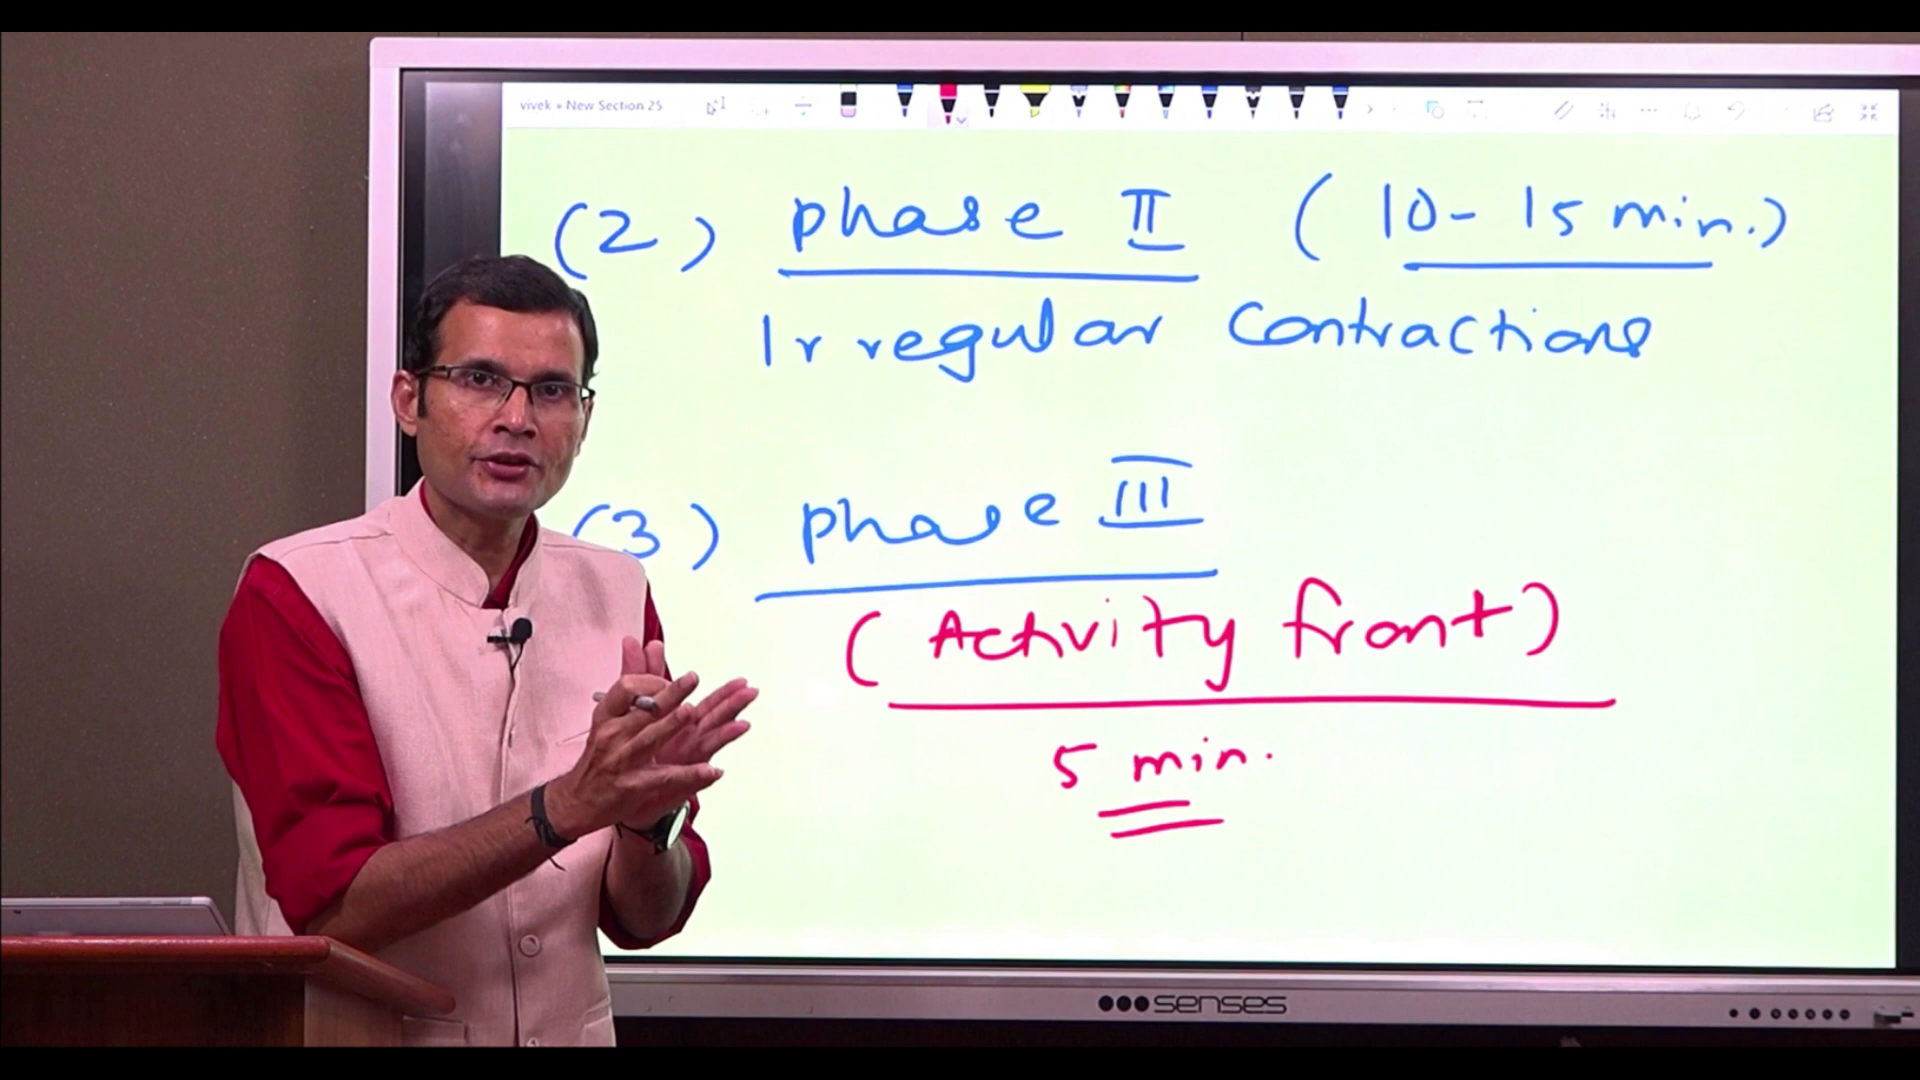 vivek » New Section 25
(2) phase II (10-15 min.)
Irregular Contractions
(3) phase III
(Activity front)
5 min.
senses